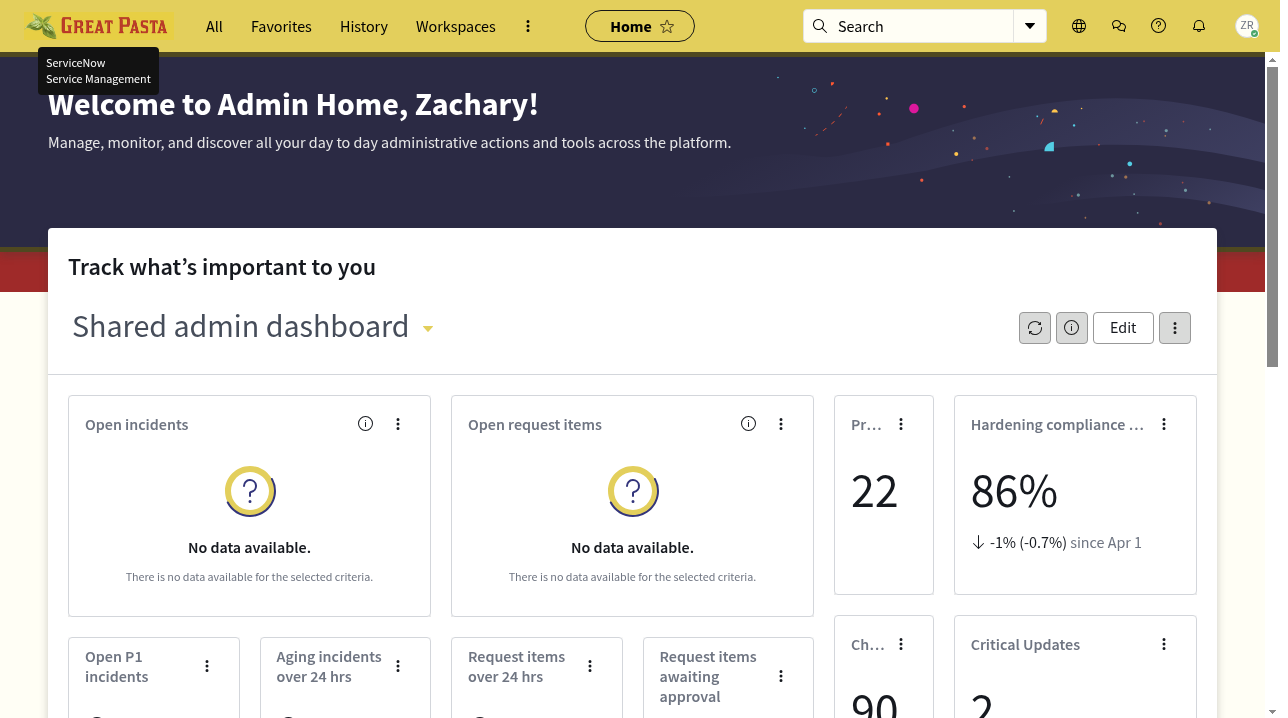 GREAT PASTA
All
Favorites
History
Workspaces
Home
Search
ZR
ServiceNow
Service Management
Welcome to Admin Home, Zachary!
Manage, monitor, and discover all your day to day administrative actions and tools across the platform.
Track what's important to you
Shared admin dashboard
Edit
Open incidents
No data available.
There is no data available for the selected criteria.
Open request items
No data available.
There is no data available for the selected criteria.
Pr...
22
Hardening compliance ...
86%
-1% (-0.7%) since Apr 1
Open P1
incidents
Aging incidents
over 24 hrs
Request items
over 24 hrs
Request items
awaiting
approval
Ch...
90
Critical Updates
2